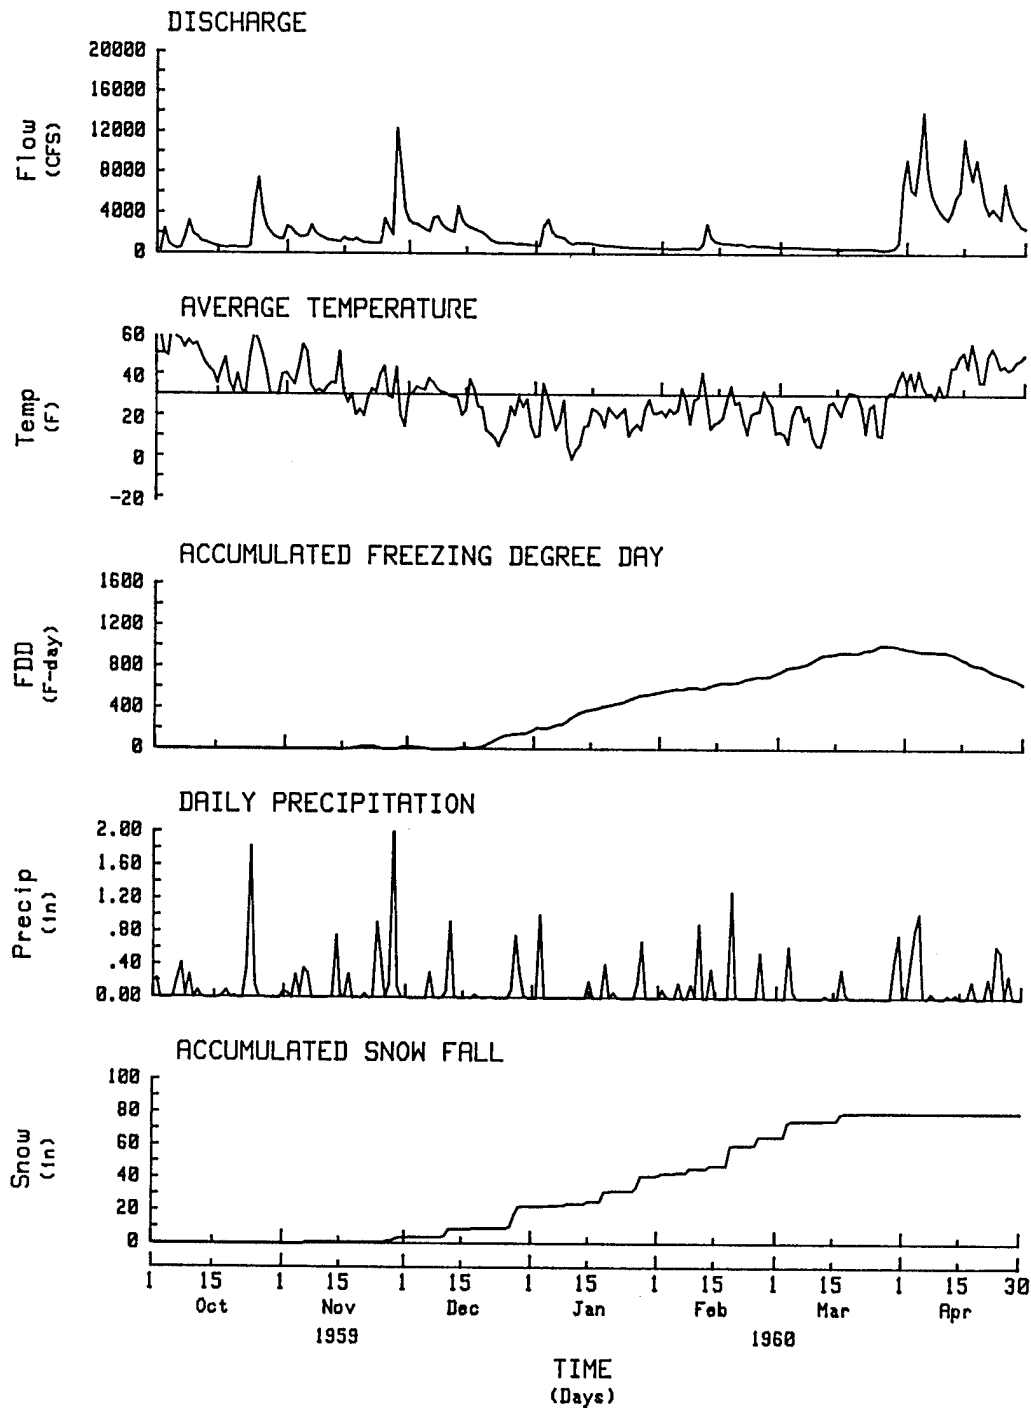 DISCHARGE
20000
16000
12000
8000
4000
0
Flow
(CFS)
AVERAGE TEMPERATURE
60
40
20
0
-20
Temp
(F)
ACCUMULATED FREEZING DEGREE DAY
1600
1200
800
400
0
FDD
(F-day)
DAILY PRECIPITATION
2.00
1.60
1.20
.80
.40
0.00
Precip
(in)
ACCUMULATED SNOW FALL
100
80
60
40
20
0
Snow
(in)
1 15 1 15 1 15 1 15 1 15 1 15 1 15 30
Oct Nov Dec Jan Feb Mar Apr
1959 1960
TIME
(Days)